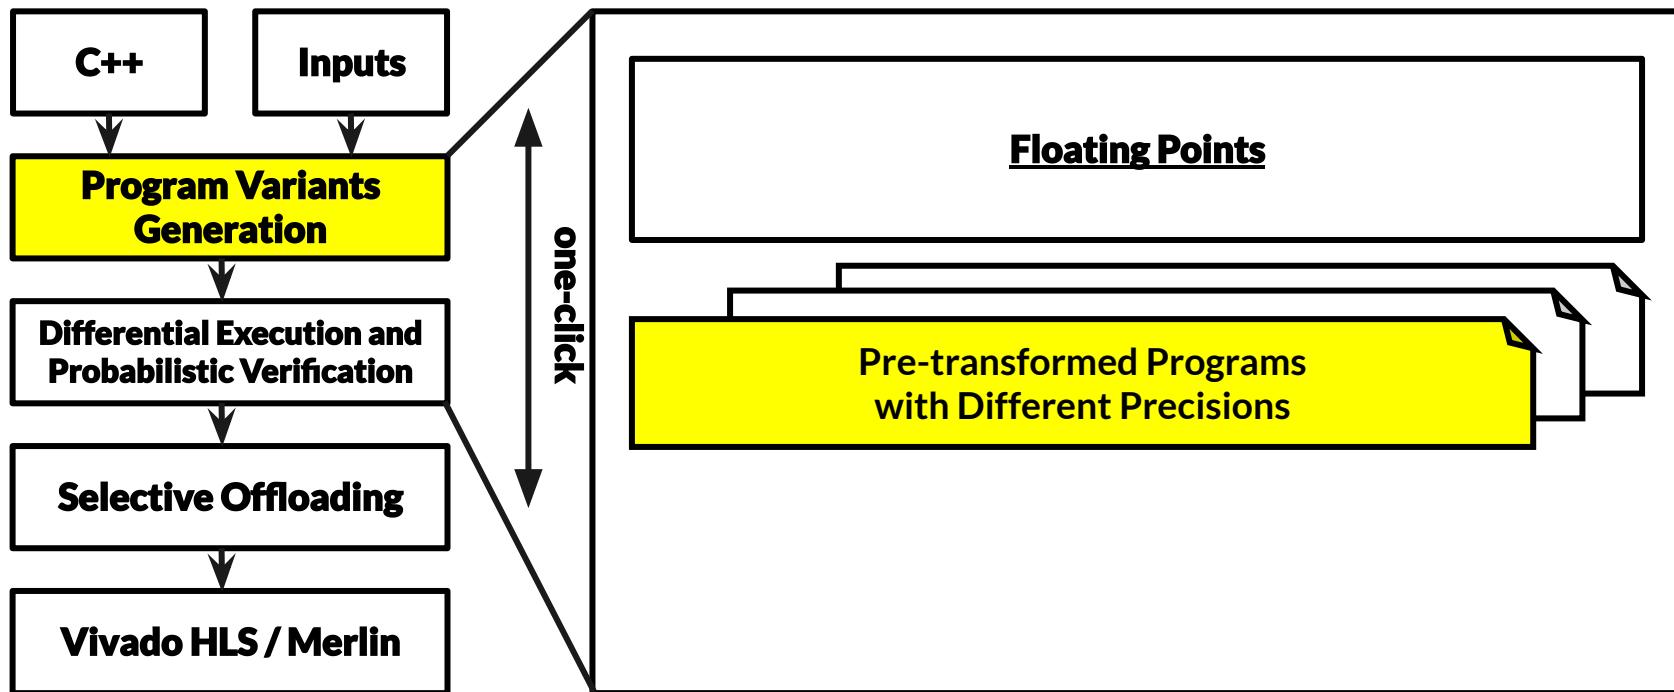 C++
Inputs
Program Variants
Generation
Differential Execution and
Probabilistic Verification
Selective Offloading
Vivado HLS / Merlin
one-click
Floating Points
Pre-transformed Programs
with Different Precisions